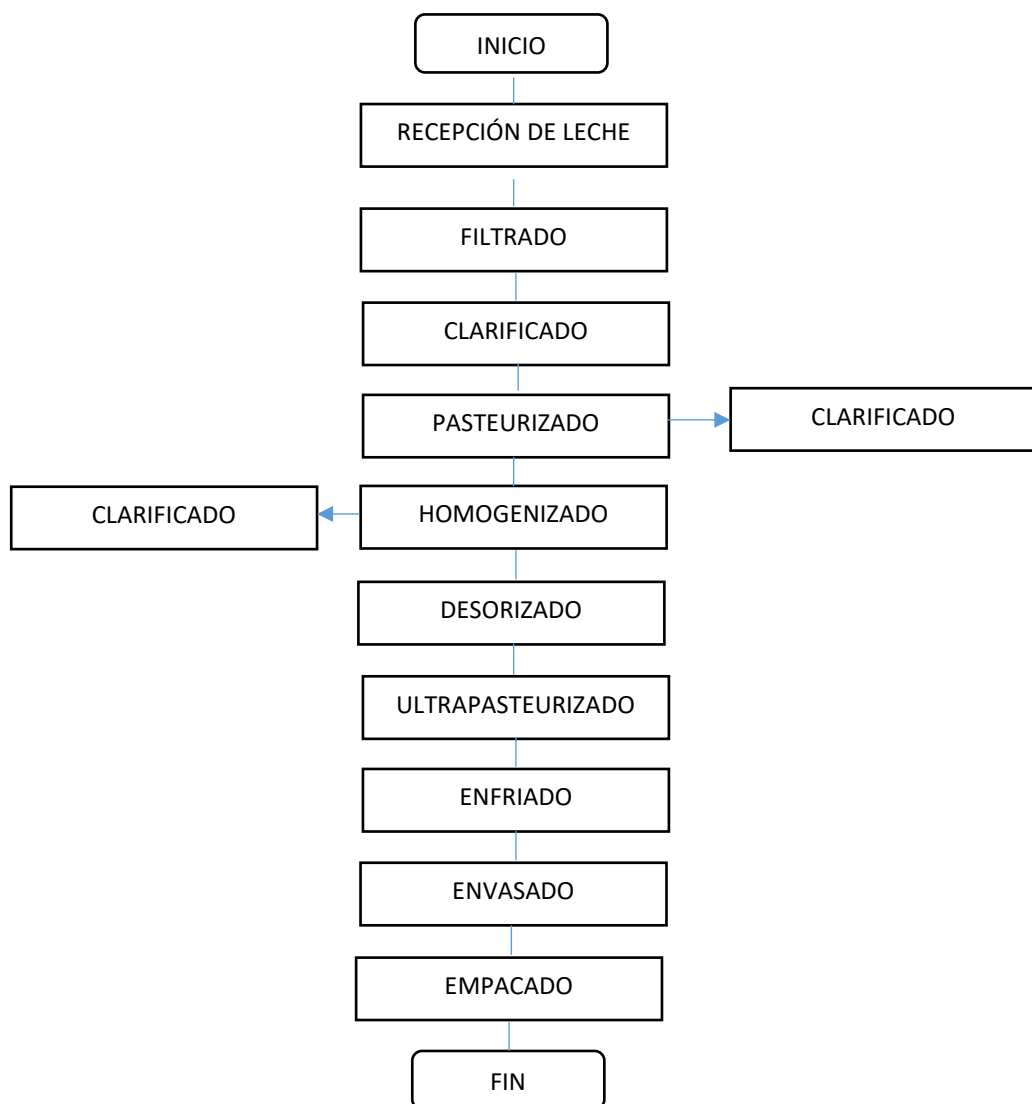 INICIO
RECEPCIÓN DE LECHE
FILTRADO
CLARIFICADO
PASTEURIZADO
CLARIFICADO
HOMOGENIZADO
CLARIFICADO
DESORIZADO
ULTRAPASTEURIZADO
ENFRIADO
ENVASADO
EMPACADO
FIN